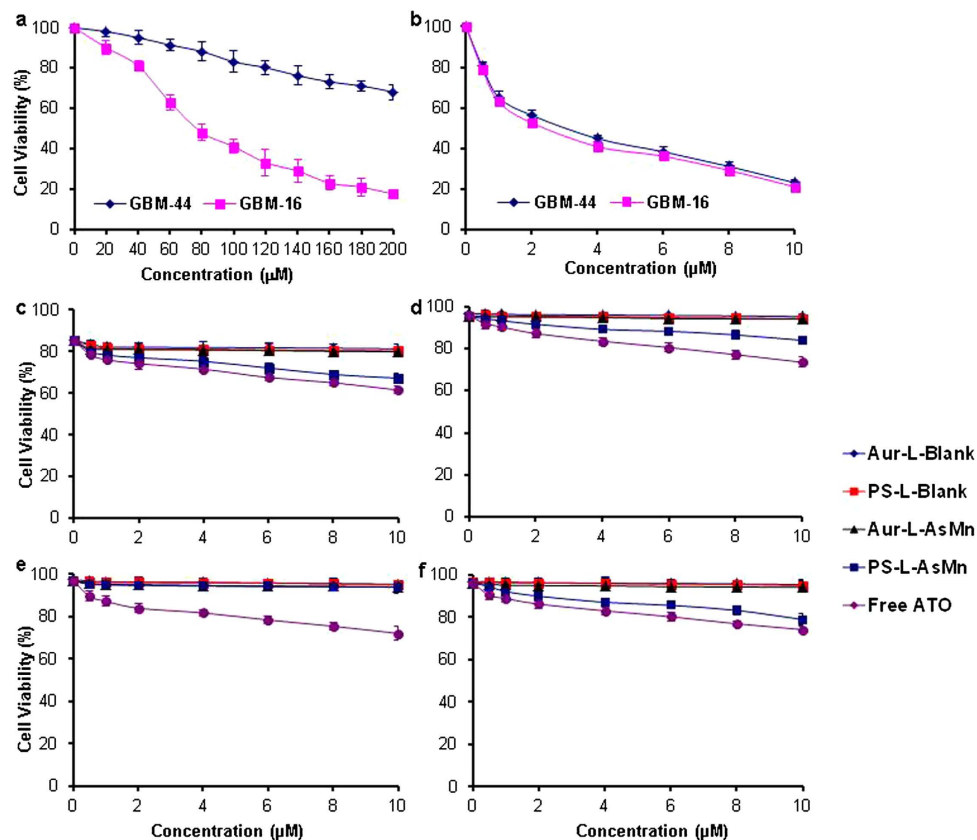 a
Cell Viability (%)
100
80
60
40
20
0
GBM-44 GBM-16
0 20 40 60 80 100 120 140 160 180 200
Concentration (µM)
b
100
80
60
40
20
0
GBM-44 GBM-16
0 2 4 6 8 10
Concentration (µM)
c
Cell Viability (%)
100
80
60
40
20
0
0 2 4 6 8 10
d
100
80
60
40
20
0
0 2 4 6 8 10
e
Cell Viability (%)
100
80
60
40
20
0
0 2 4 6 8 10
Concentration (µM)
f
100
80
60
40
20
0
0 2 4 6 8 10
Concentration (µM)
Aur-L-Blank
PS-L-Blank
Aur-L-AsMn
PS-L-AsMn
Free ATO